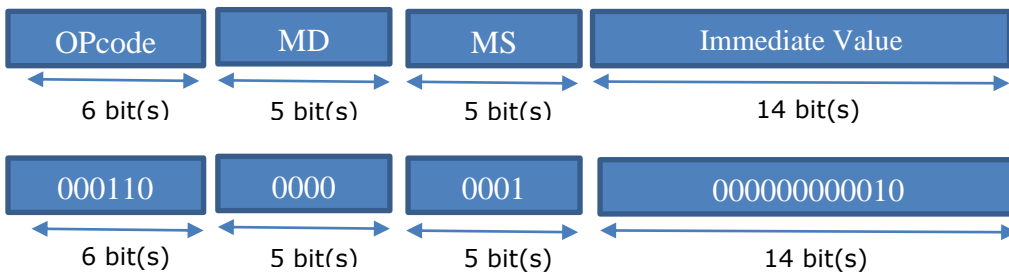 OPcode MD MS Immediate Value
6 bit(s) 5 bit(s) 5 bit(s) 14 bit(s)
000110 0000 0001 000000000010
6 bit(s) 5 bit(s) 5 bit(s) 14 bit(s)